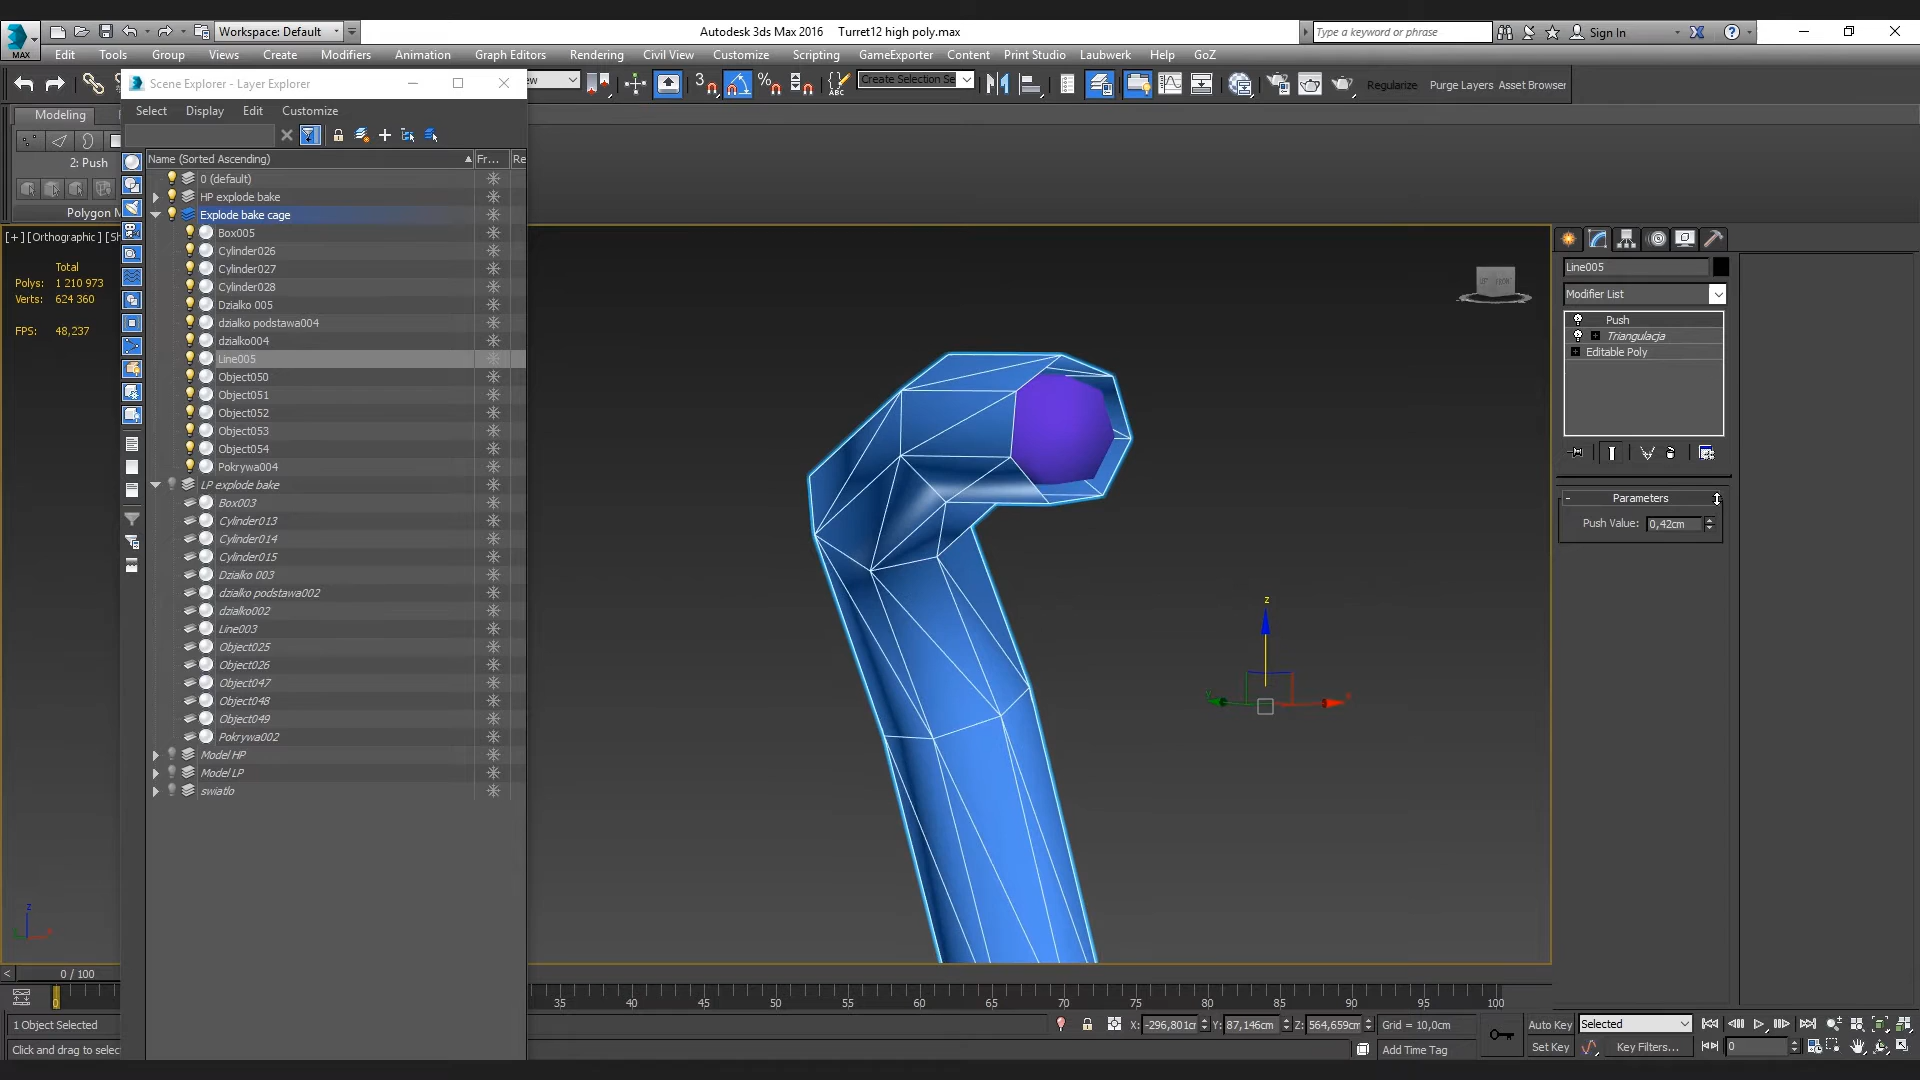 MAX
Workspace: Default
Autodesk 3ds Max 2016 Turret12 high poly.max
Type a keyword or phrase
Sign In
Edit Tools Group Views Create Modifiers Animation Graph Editors Rendering Civil View Customize Scripting GameExporter Content Print Studio Laubwerk Help GoZ
Scene Explorer - Layer Explorer
ew
3
ABC
Create Selection Se
Regularize
Purge Layers
Asset Browser
Select Display Edit Customize
Modeling
2: Push
Polygon M
Name (Sorted Ascending)
Fr...
Re
0 (default)
HP explode bake
Explode bake cage
Box005
Cylinder026
Cylinder027
Cylinder028
Dzialko 005
dzialko podstawa004
dzialko004
Line005
Object050
Object051
Object052
Object053
Object054
Pokrywa004
LP explode bake
Box003
Cylinder013
Cylinder014
Cylinder015
Dzialko 003
dzialko podstawa002
dzialko002
Line003
Object025
Object026
Object047
Object048
Object049
Pokrywa002
Model HP
Model LP
swiatlo
[+] [Orthographic] [Sh
Total
Polys: 1 210 973
Verts: 624 360
FPS: 48,237
z
z
Line005
Modifier List
Push
Triangulacja
Editable Poly
- Parameters
Push Value: 0,42cm
< 0 / 100
0 35 40 45 50 55 60 65 70 75 80 85 90 95 100
1 Object Selected
X: -296,801cr Y: 87,146cm Z: 564,659cm Grid = 10,0cm
Auto Key Selected
Click and drag to selec
Add Time Tag
Set Key Key Filters... 0